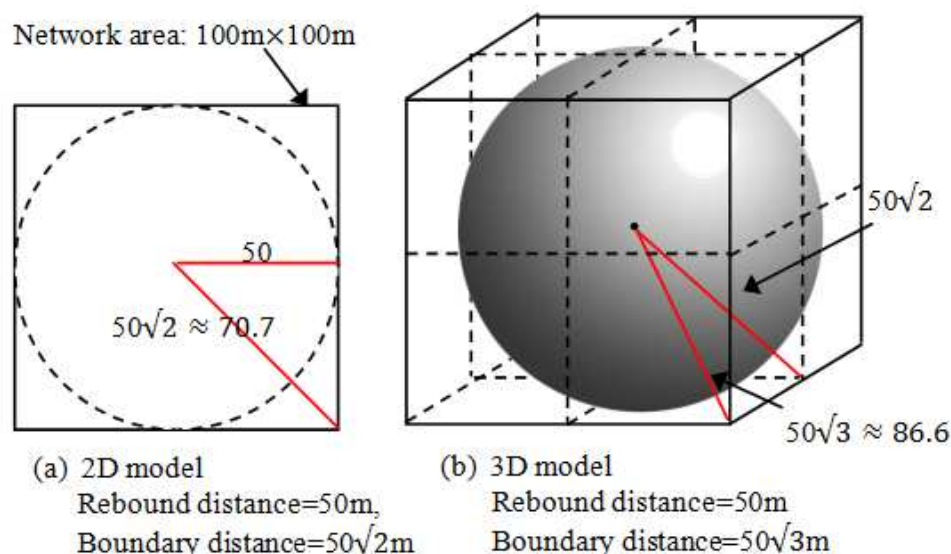 Network area: 100m×100m
50
50√2 ≈ 70.7
50√2
50√3 ≈ 86.6
(a) 2D model
Rebound distance=50m,
Boundary distance=50√2m
(b) 3D model
Rebound distance=50m
Boundary distance=50√3m